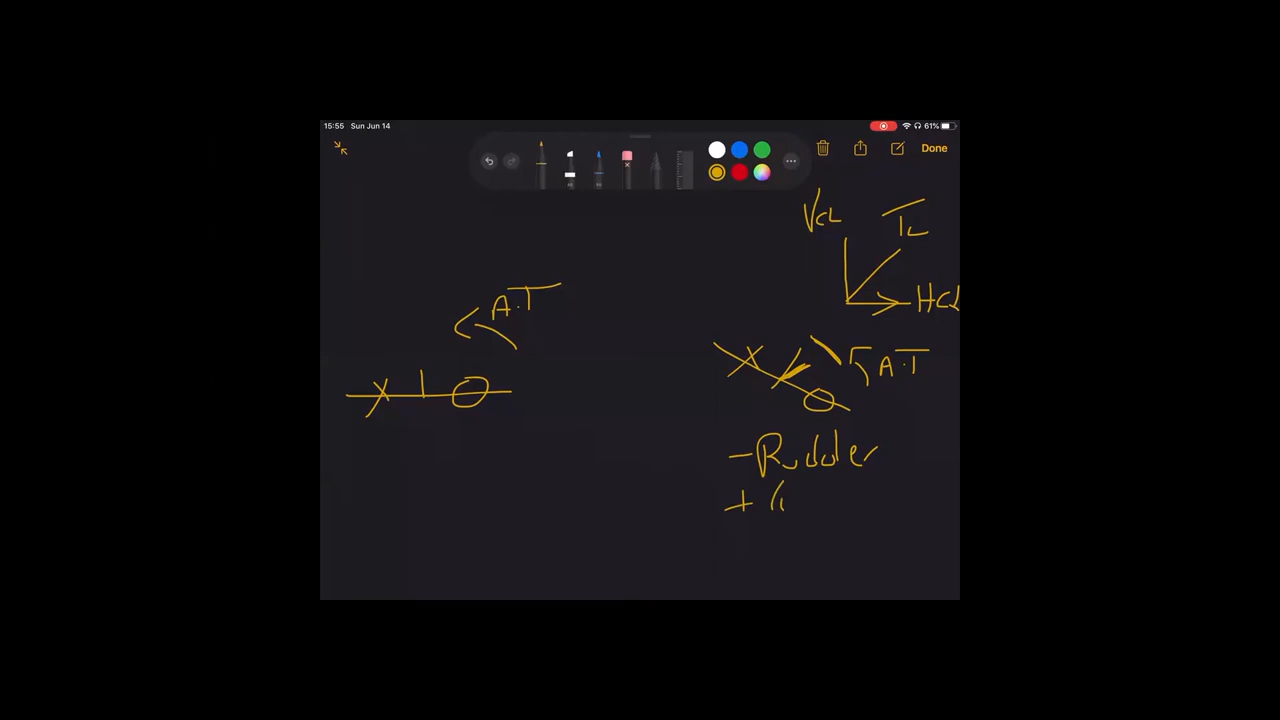 15:55 Sun Jun 14 61%
Done
VCL TL
HCL
A.T
A.T
X
X
- Rudder
+